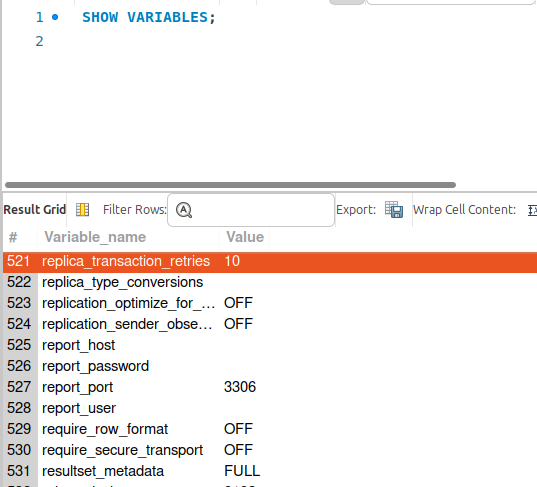 1 SHOW VARIABLES;
2
Result Grid Filter Rows: Export: Wrap Cell Content:
# Variable_name Value
521 replica_transaction_retries 10
522 replica_type_conversions
523 replication_optimize_for_... OFF
524 replication_sender_obse... OFF
525 report_host
526 report_password
527 report_port 3306
528 report_user
529 require_row_format OFF
530 require_secure_transport OFF
531 resultset_metadata FULL